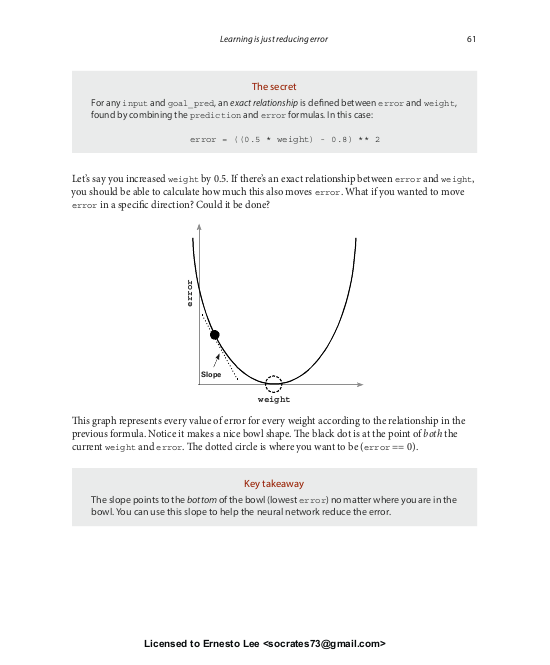 Learning is just reducing error 61
The secret
For any input and goal_pred, an exact relationship is defined between error and weight,
found by combining the prediction and error formulas. In this case:
error = ((0.5 * weight) - 0.8) ** 2
Let's say you increased weight by 0.5. If there's an exact relationship between error and weight,
you should be able to calculate how much this also moves error. What if you wanted to move
error in a specific direction? Could it be done?
error
Slope
weight
This graph represents every value of error for every weight according to the relationship in the
previous formula. Notice it makes a nice bowl shape. The black dot is at the point of both the
current weight and error. The dotted circle is where you want to be (error == 0).
Key takeaway
The slope points to the bottom of the bowl (lowest error) no matter where you are in the
bowl. You can use this slope to help the neural network reduce the error.
Licensed to Ernesto Lee <socrates73@gmail.com>